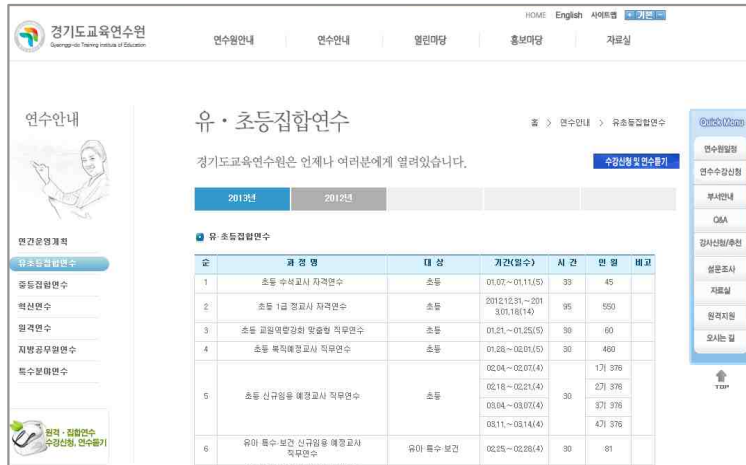 HOME English 사이트맵 + 기본 -
경기도교육연수원
Gyeonggi-do Training Institute of Education
연수원안내 연수안내 열린마당 홍보마당 자료실
연수안내
유·초등집합연수
홈 > 연수안내 > 유초등집합연수
경기도교육연수원은 언제나 여러분에게 열려있습니다.
수강신청 및 연수듣기
2013년 2012년
연간운영계획
유초등집합연수
중등집합연수
혁신연수
원격연수
지방공무원연수
특수분야연수
원격·집합연수
수강신청, 연수듣기
유·초등집합연수
순 과 정 명 대 상 기간(일수) 시 간 인 원 비고
1 초등 수석교사 자격연수 초등 01.07.~01.11.(5) 33 45
2 초등 1급 정교사 자격연수 초등 2012.12.31.~2013.01.18(14) 95 550
3 초등 교원역량강화 맞춤형 직무연수 초등 01.21.~01.25(5) 30 60
4 초등 복직예정교사 직무연수 초등 01.28~02.01(5) 30 460
5 초등 신규임용 예정교사 직무연수 초등 30
02.04.~02.07(4) 1기 376
02.18~02.21(4) 2기 376
03.04~03.07(4) 3기 376
03.11.~03.14(4) 4기 376
6 유아·특수·보건 신규임용 예정교사
직무연수 유아·특수·보건 02.25~02.28(4) 30 81
Quick Menu
연수원일정
연수수강신청
부서안내
Q&A
강사신청/추천
설문조사
자료실
원격지원
오시는 길
TOP